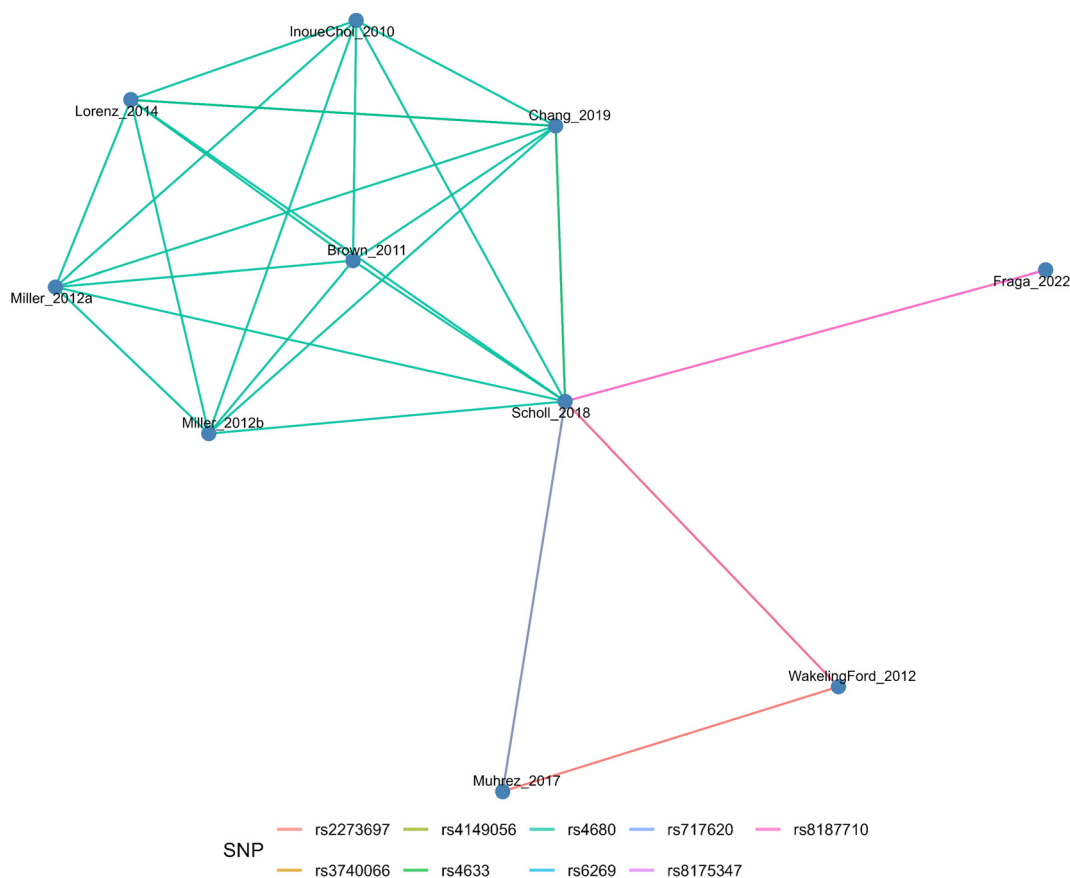 InoueChoi_2010
Lorenz_2014
Chang_2019
Brown_2011
Fraga_2022
Miller_2012a
Scholl_2018
Miller_2012b
WakelingFord_2012
Muhrez_2017
SNP
rs2273697 rs4149056 rs4680 rs717620 rs8187710
rs3740066 rs4633 rs6269 rs8175347